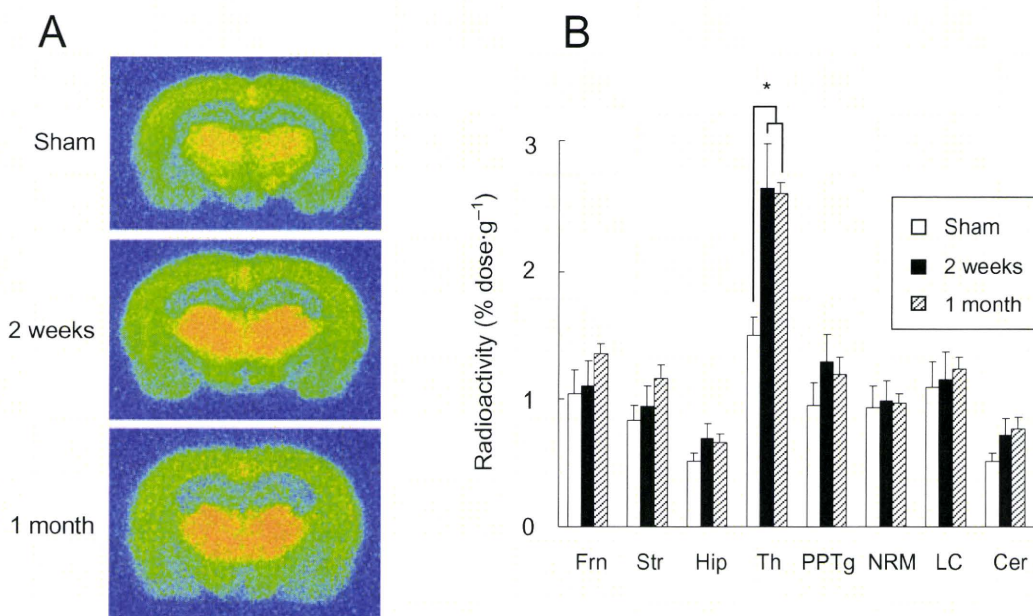 A
Sham
2 weeks
1 month
B
Radioactivity (% dose·g⁻¹)
3
2
1
0
*
Sham
2 weeks
1 month
Frn Str Hip Th PPTg NRM LC Cer